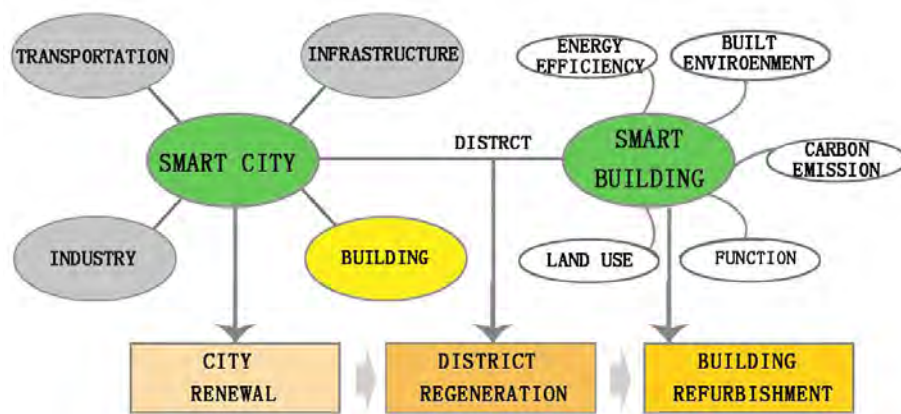 TRANSPORTATION
INFRASTRUCTURE
ENERGY
EFFICIENCY
BUILT
ENVIROENMENT
SMART CITY
DISTRCT
SMART
BUILDING
CARBON
EMISSION
INDUSTRY
BUILDING
LAND USE
FUNCTION
CITY
RENEWAL
DISTRICT
REGENERATION
BUILDING
REFURBISHMENT